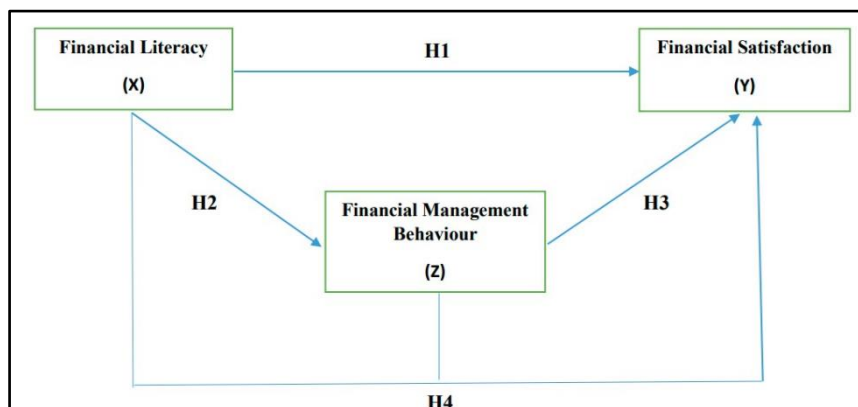 Financial Literacy
(X)
H1
Financial Satisfaction
(Y)
H2
Financial Management
Behaviour
(Z)
H3
H4